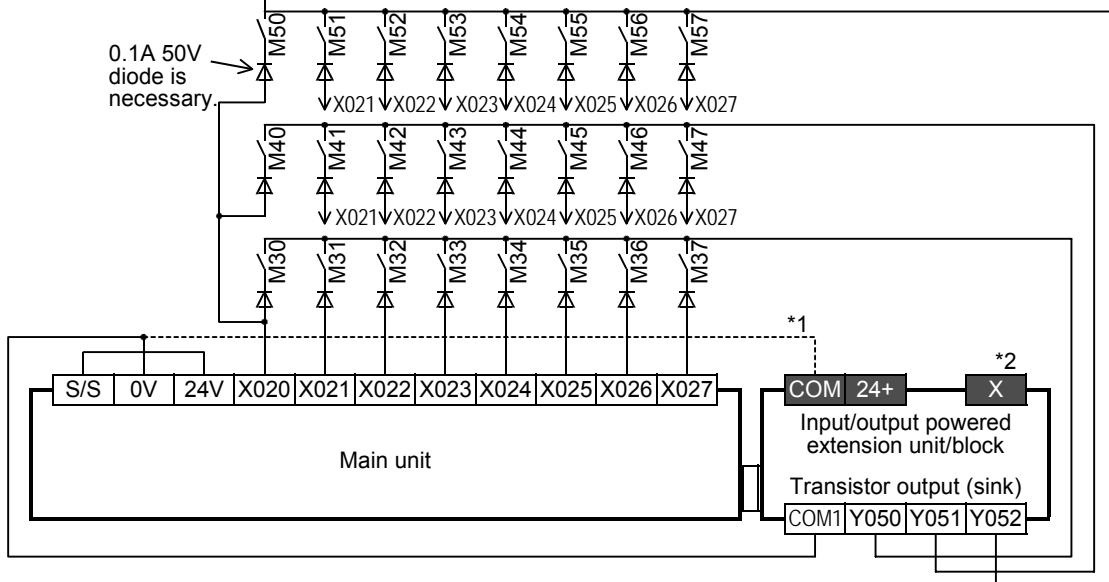 M50 M51 M52 M53 M54 M55 M56 M57
0.1A 50V
diode is
necessary.
X021 X022 X023 X024 X025 X026 X027
M40 M41 M42 M43 M44 M45 M46 M47
X021 X022 X023 X024 X025 X026 X027
M30 M31 M32 M33 M34 M35 M36 M37
*1
*2
S/S 0V 24V X020 X021 X022 X023 X024 X025 X026 X027
COM 24+ X
Input/output powered
extension unit/block
Main unit
Transistor output (sink)
COM1 Y050 Y051 Y052